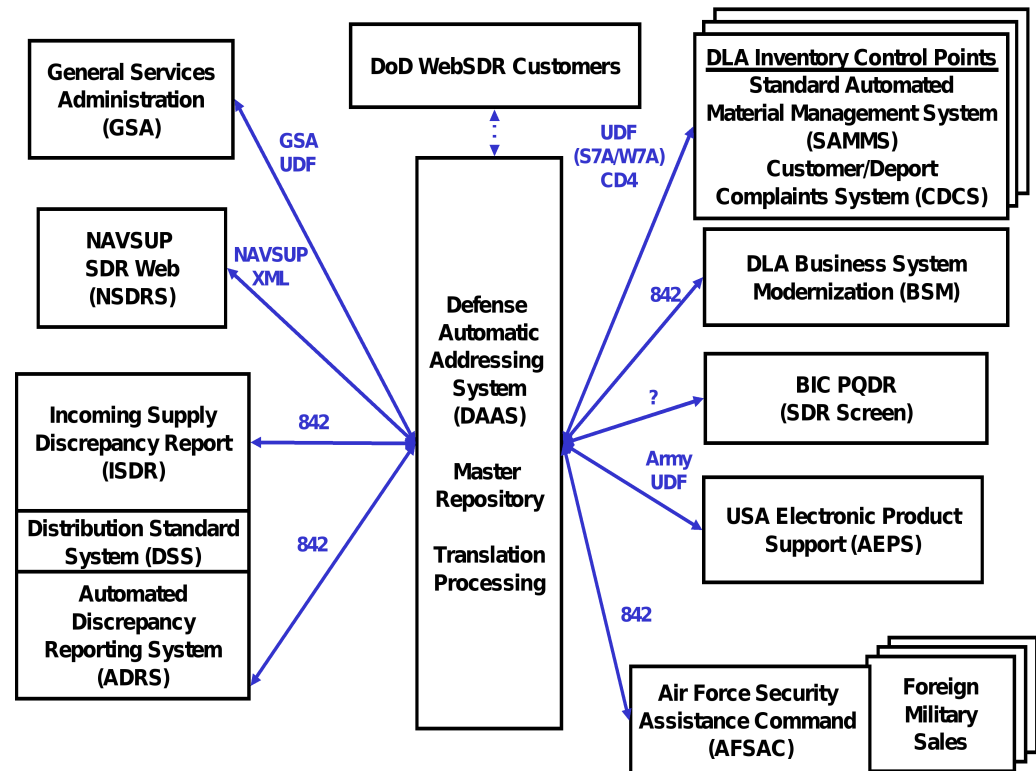 General Services
Administration
(GSA)
DoD WebSDR Customers
DLA Inventory Control Points
Standard Automated
Material Management System
(SAMMS)
Customer/Deport
Complaints System (CDCS)
GSA
UDF
UDF
(S7A/W7A)
CD4
NAVSUP
SDR Web
(NSDRS)
NAVSUP
XML
Defense
Automatic
Addressing
System
(DAAS)
Master
Repository
Translation
Processing
842
DLA Business System
Modernization (BSM)
?
BIC PQDR
(SDR Screen)
Incoming Supply
Discrepancy Report
(ISDR)
842
Army
UDF
USA Electronic Product
Support (AEPS)
Distribution Standard
System (DSS)
842
Automated
Discrepancy
Reporting System
(ADRS)
842
Air Force Security
Assistance Command
(AFSAC)
Foreign
Military
Sales